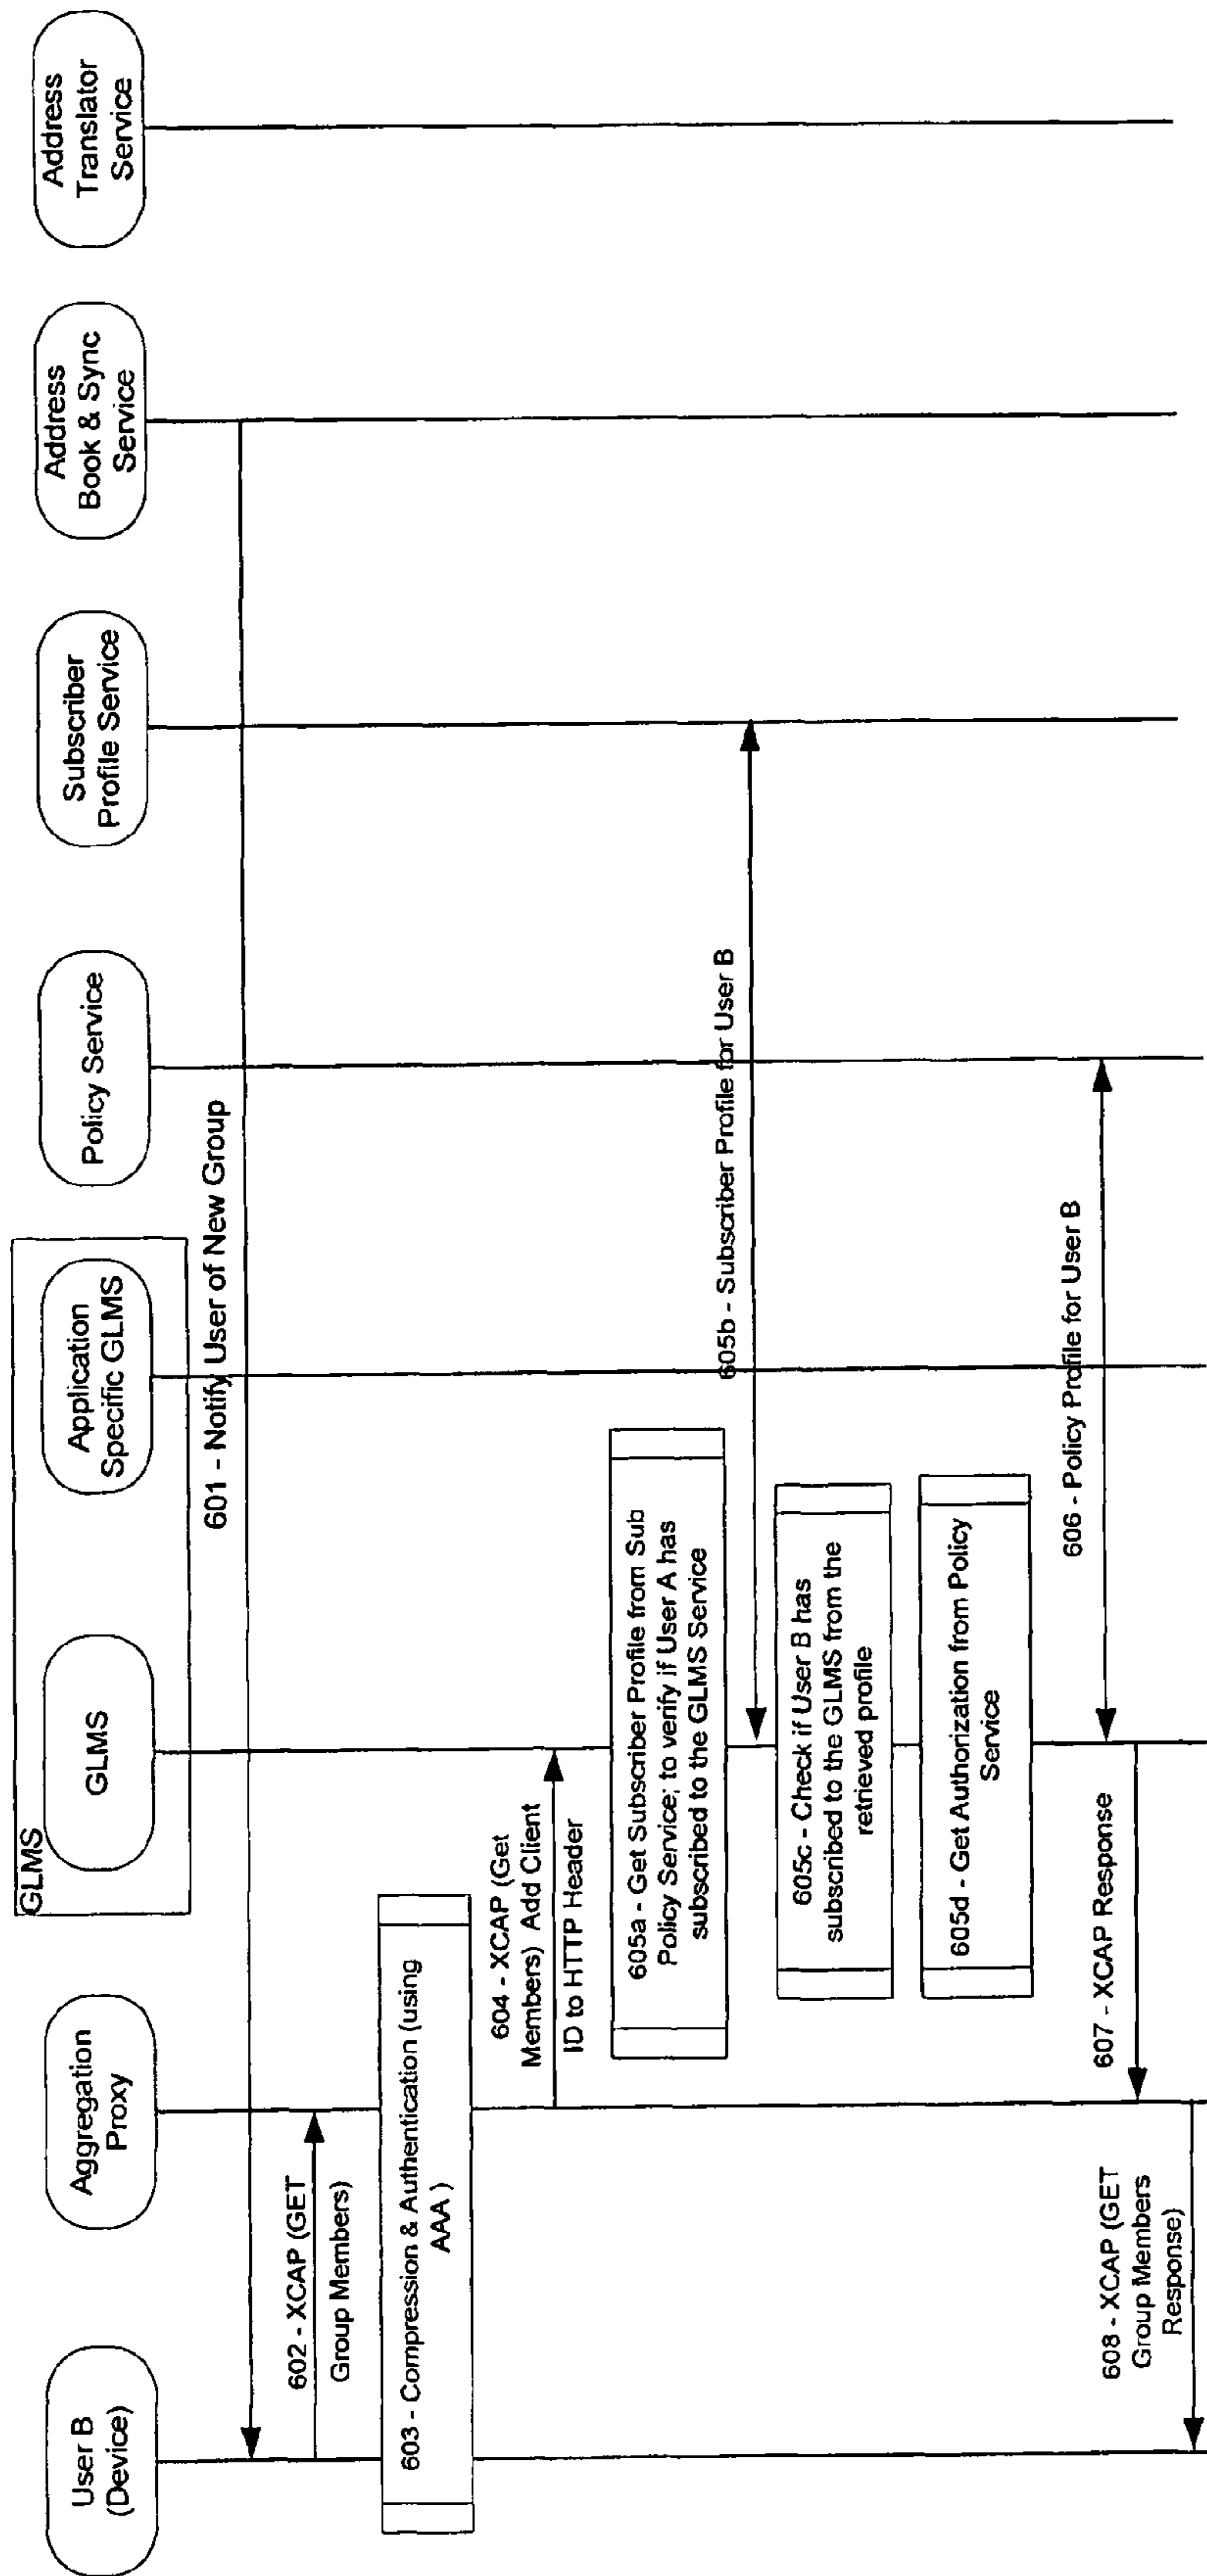 User B
(Device)
Aggregation
Proxy
GLMS
GLMS
Application
Specific GLMS
Policy Service
Subscriber
Profile Service
Address
Book & Sync
Service
Address
Translator
Service
601 - Notify User of New Group
602 - XCAP (GET
Group Members)
603 - Compression & Authentication (using
AAA )
604 - XCAP (Get
Members) Add Client
ID to HTTP Header
605a - Get Subscriber Profile from Sub
Policy Service; to verify if User A has
subscribed to the GLMS Service
605b - Subscriber Profile for User B
605c - Check if User B has
subscribed to the GLMS from the
retrieved profile
605d - Get Authorization from Policy
Service
606 - Policy Profile for User B
607 - XCAP Response
608 - XCAP (GET
Group Members
Response)